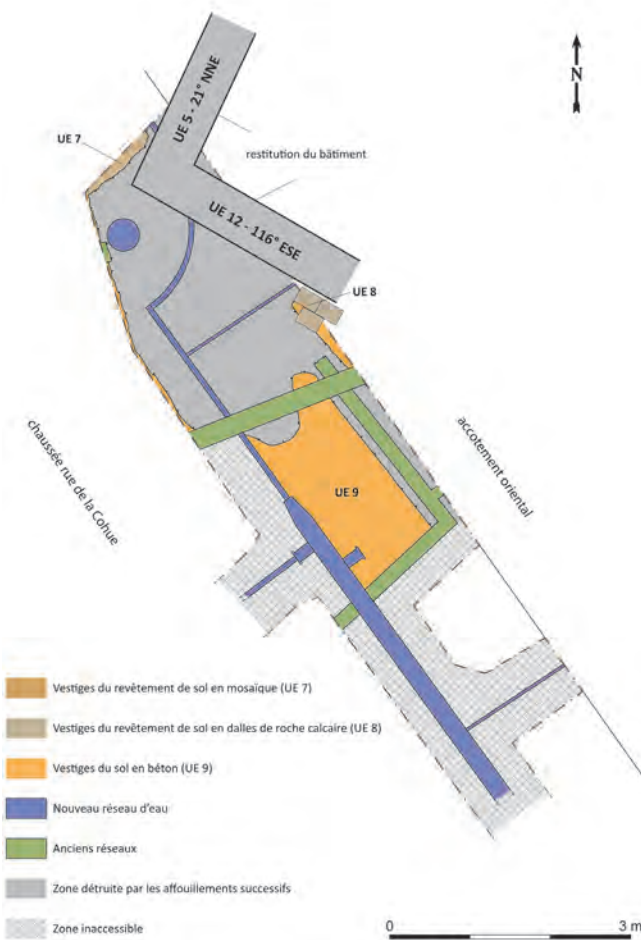 N
UE 5 - 21° NNE
UE 7
restitution du bâtiment
UE 12 - 116° ESE
UE 8
chaussée rue de la Cohue
accotement oriental
UE 9
Vestiges du revêtement de sol en mosaïque (UE 7)
Vestiges du revêtement de sol en dalles de roche calcaire (UE 8)
Vestiges du sol en béton (UE 9)
Nouveau réseau d'eau
Anciens réseaux
Zone détruite par les affouillements successifs
Zone inaccessible
0 3 m